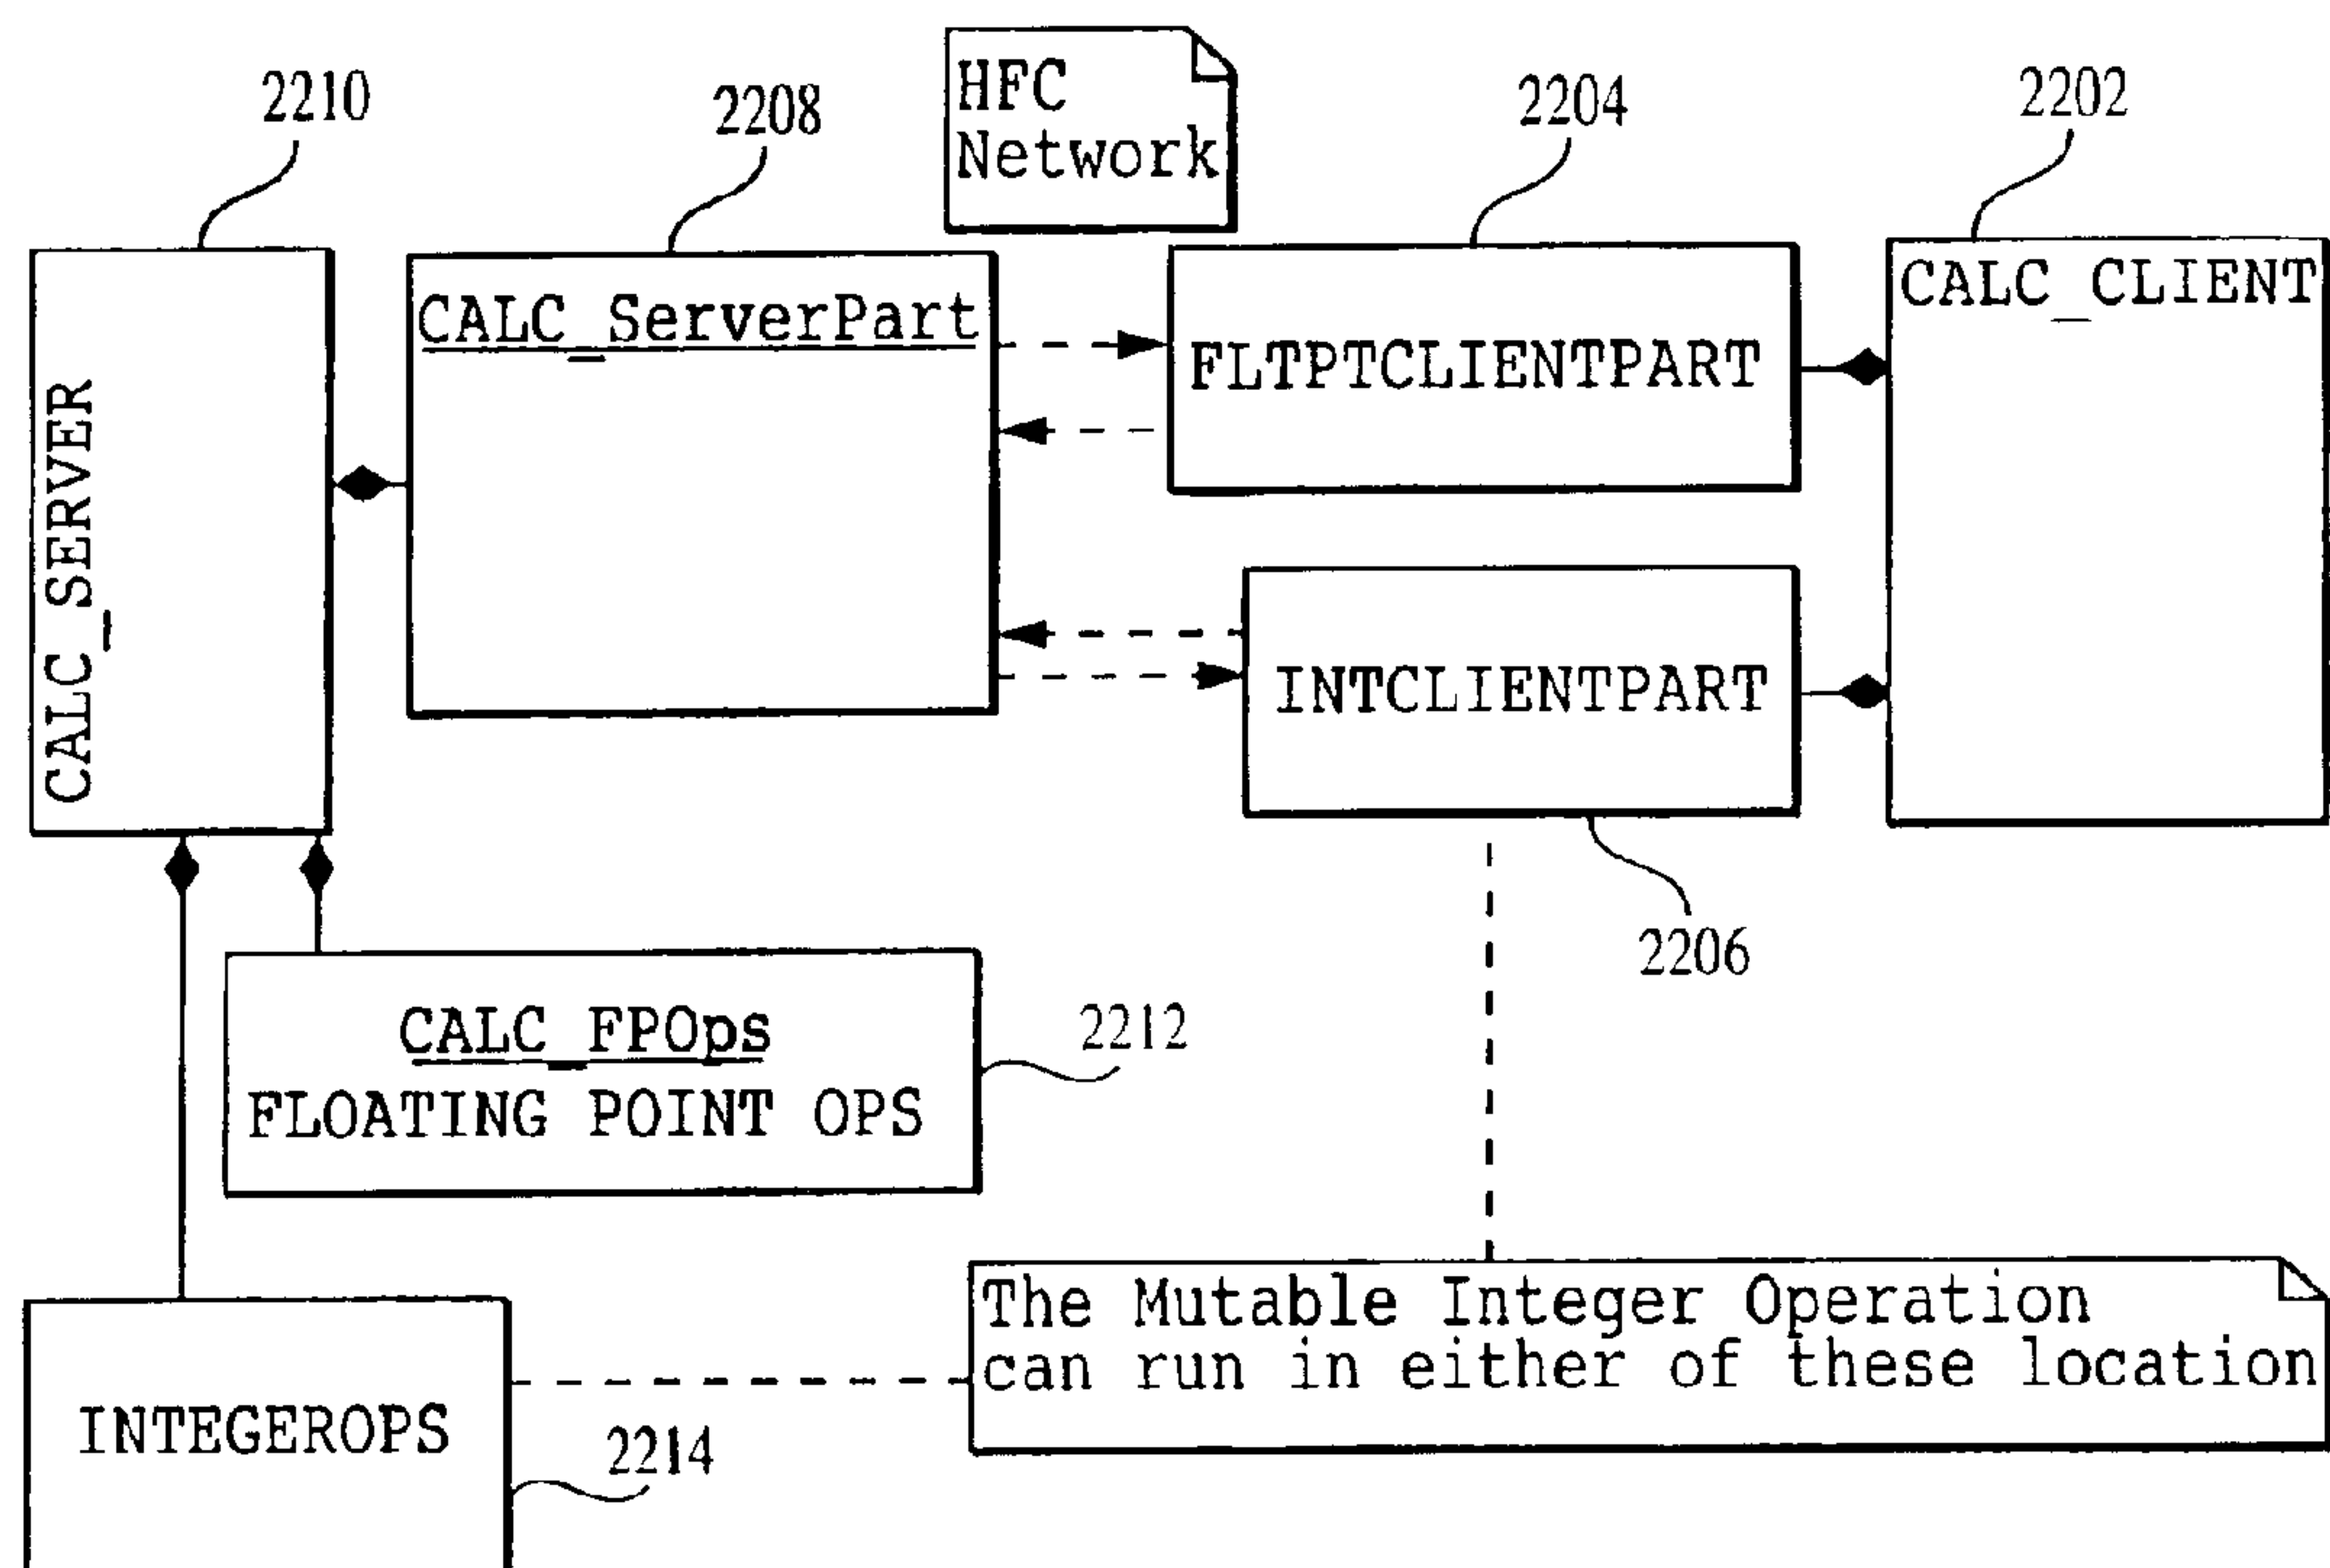 2210
2208
HFC
Network
2204
2202
CALC_SERVER
CALC_ServerPart
FLTPTCLIENTPART
CALC_CLIENT
INTCLIENTPART
2206
CALC_FPOps
FLOATING POINT OPS
2212
The Mutable Integer Operation
can run in either of these location
INTEGEROPS
2214